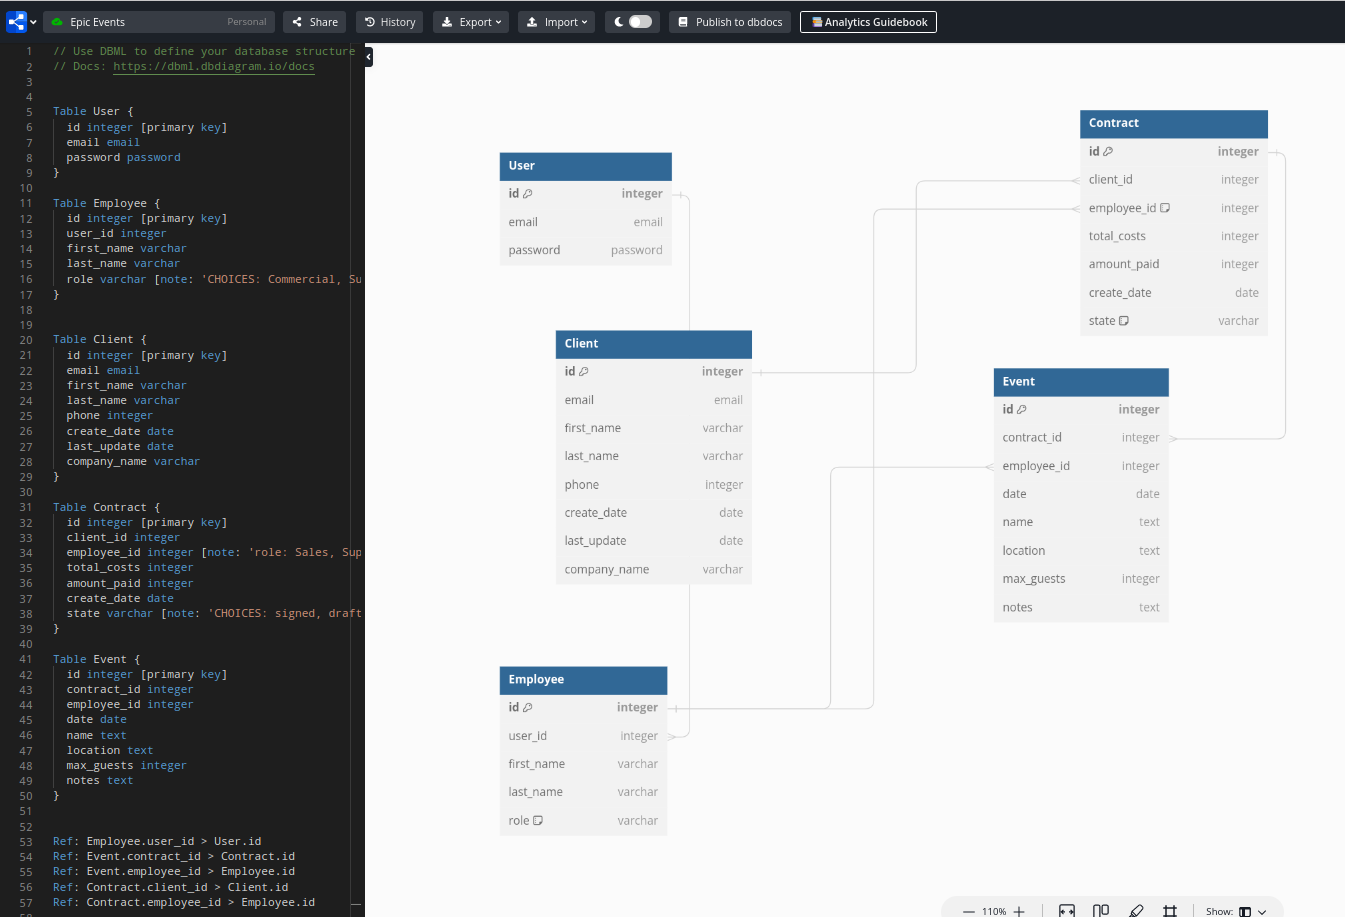 Epic Events
Personal
Share
History
Export
Import
Publish to dbdocs
Analytics Guidebook
1 // Use DBML to define your database structure
2 // Docs: https://dbml.dbdiagram.io/docs
3
4
5 Table User {
6 id integer [primary key]
7 email email
8 password password
9 }
10
11 Table Employee {
12 id integer [primary key]
13 user_id integer
14 first_name varchar
15 last_name varchar
16 role varchar [note: 'CHOICES: Commercial, Su
17 }
18
19
20 Table Client {
21 id integer [primary key]
22 email email
23 first_name varchar
24 last_name varchar
25 phone integer
26 create_date date
27 last_update date
28 company_name varchar
29 }
30
31 Table Contract {
32 id integer [primary key]
33 client_id integer
34 employee_id integer [note: 'role: Sales, Sup
35 total_costs integer
36 amount_paid integer
37 create_date date
38 state varchar [note: 'CHOICES: signed, draft
39 }
40
41 Table Event {
42 id integer [primary key]
43 contract_id integer
44 employee_id integer
45 date date
46 name text
47 location text
48 max_guests integer
49 notes text
50 }
51
52
53 Ref: Employee.user_id > User.id
54 Ref: Event.contract_id > Contract.id
55 Ref: Event.employee_id > Employee.id
56 Ref: Contract.client_id > Client.id
57 Ref: Contract.employee_id > Employee.id
User
id integer
email email
password password
Client
id integer
email email
first_name varchar
last_name varchar
phone integer
create_date date
last_update date
company_name varchar
Employee
id integer
user_id integer
first_name varchar
last_name varchar
role varchar
Contract
id integer
client_id integer
employee_id integer
total_costs integer
amount_paid integer
create_date date
state varchar
Event
id integer
contract_id integer
employee_id integer
date date
name text
location text
max_guests integer
notes text
110%
Show: